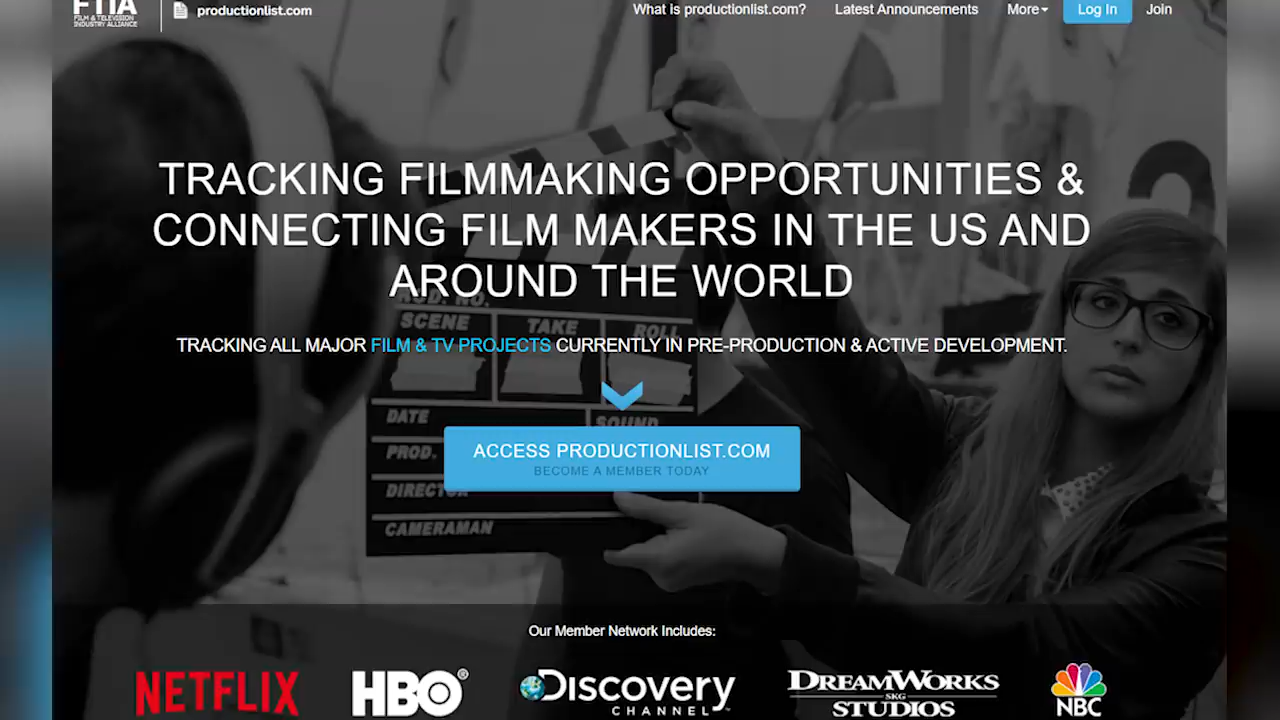 FTIA
FILM & TELEVISION
INDUSTRY ALLIANCE
productionlist.com
What is productionlist.com?
Latest Announcements
More
Log In
Join
TRACKING FILMMAKING OPPORTUNITIES &
CONNECTING FILM MAKERS IN THE US AND
AROUND THE WORLD
PROD. NO.
SCENE
TAKE
ROLL
TRACKING ALL MAJOR FILM & TV PROJECTS CURRENTLY IN PRE-PRODUCTION & ACTIVE DEVELOPMENT.
DATE
SOUND
PROD.
ACCESS PRODUCTIONLIST.COM
BECOME A MEMBER TODAY
DIRECTOR
CAMERAMAN
Our Member Network Includes:
NETFLIX
HBO®
Discovery
CHANNEL™
DREAMWORKS
SKG
STUDIOS
NBC